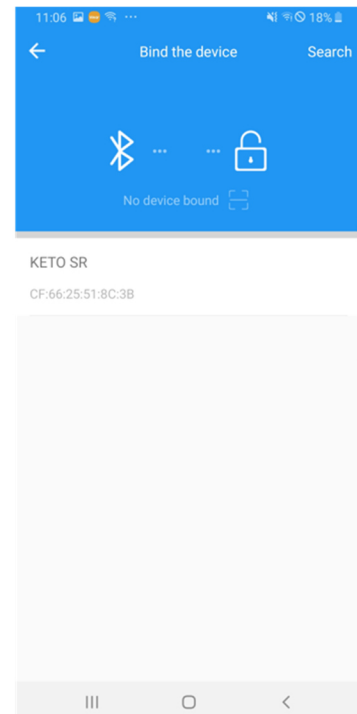 11:06 18%
Bind the device Search
No device bound
KETO SR
CF:66:25:51:8C:3B